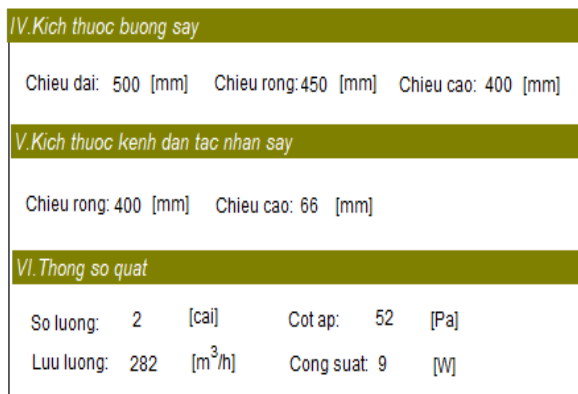 IV.Kich thuoc buong say
Chieu dai: 500 [mm] Chieu rong: 450 [mm] Chieu cao: 400 [mm]
V.Kich thuoc kenh dan tac nhan say
Chieu rong: 400 [mm] Chieu cao: 66 [mm]
VI.Thong so quat
So luong: 2 [cai] Cot ap: 52 [Pa]
Luu luong: 282 [m³/h] Cong suat: 9 [W]